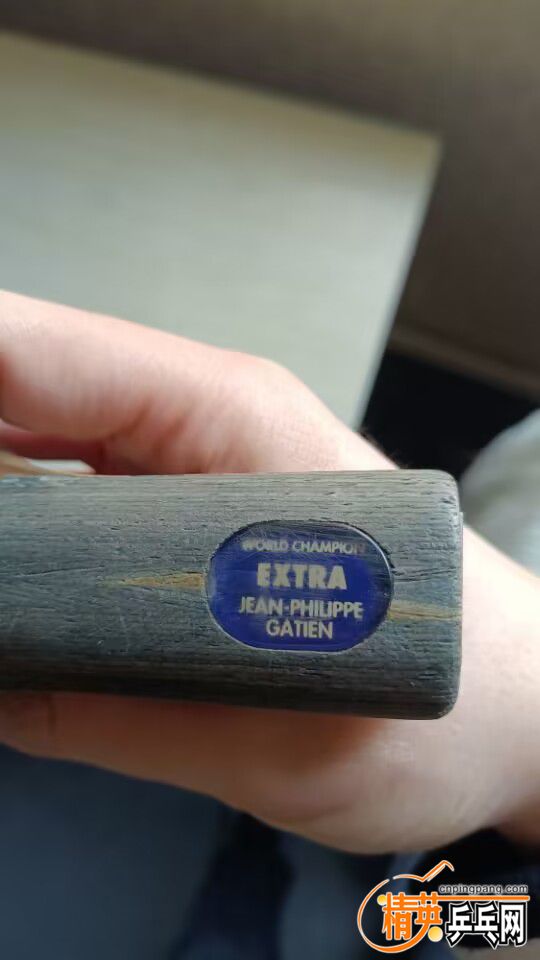 WORLD CHAMPION
EXTRA
JEAN-PHILIPPE
GATIEN
cnpingpang.com
精英乒乓网